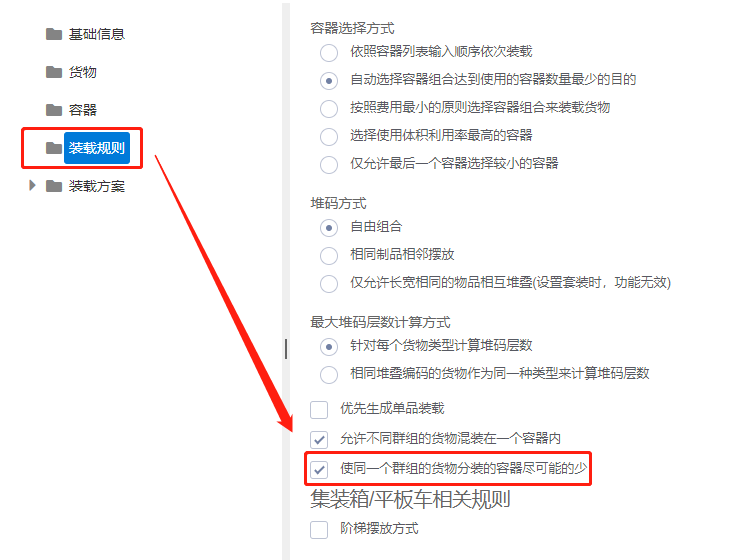 基础信息
货物
容器
装载规则
装载方案
容器选择方式
依照容器列表输入顺序依次装载
自动选择容器组合达到使用的容器数量最少的目的
按照费用最小的原则选择容器组合来装载货物
选择使用体积利用率最高的容器
仅允许最后一个容器选择较小的容器
堆码方式
自由组合
相同制品相邻摆放
仅允许长宽相同的物品相互堆叠(设置套装时，功能无效)
最大堆码层数计算方式
针对每个货物类型计算堆码层数
相同堆叠编码的货物作为同一种类型来计算堆码层数
优先生成单品装载
允许不同群组的货物混装在一个容器内
使同一个群组的货物分装的容器尽可能的少
集装箱/平板车相关规则
阶梯摆放方式